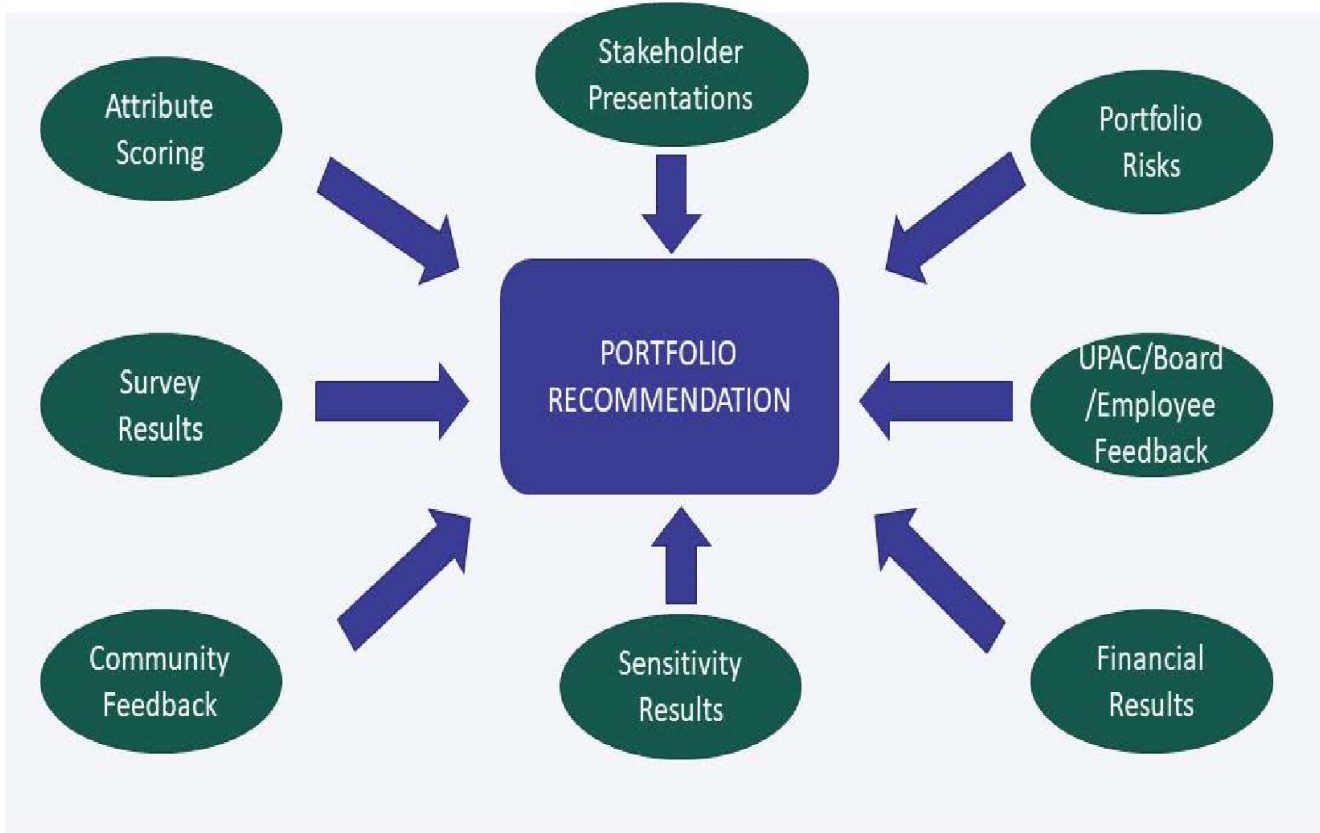 Stakeholder
Presentations
Attribute
Scoring
Portfolio
Risks
PORTFOLIO
RECOMMENDATION
Survey
Results
UPAC/Board
/Employee
Feedback
Community
Feedback
Sensitivity
Results
Financial
Results